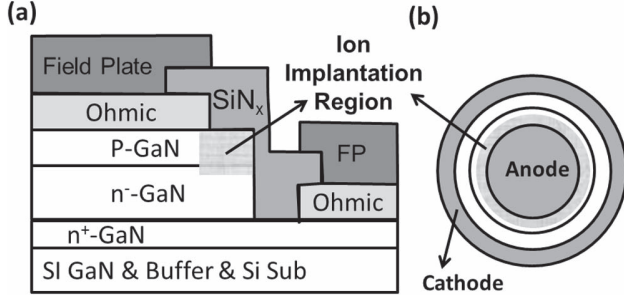 (a)
Field Plate
SiNₓ
Ohmic
P-GaN
n⁻-GaN
n⁺-GaN
SI GaN & Buffer & Si Sub
FP
Ohmic
Ion
Implantation
Region
(b)
Anode
Cathode